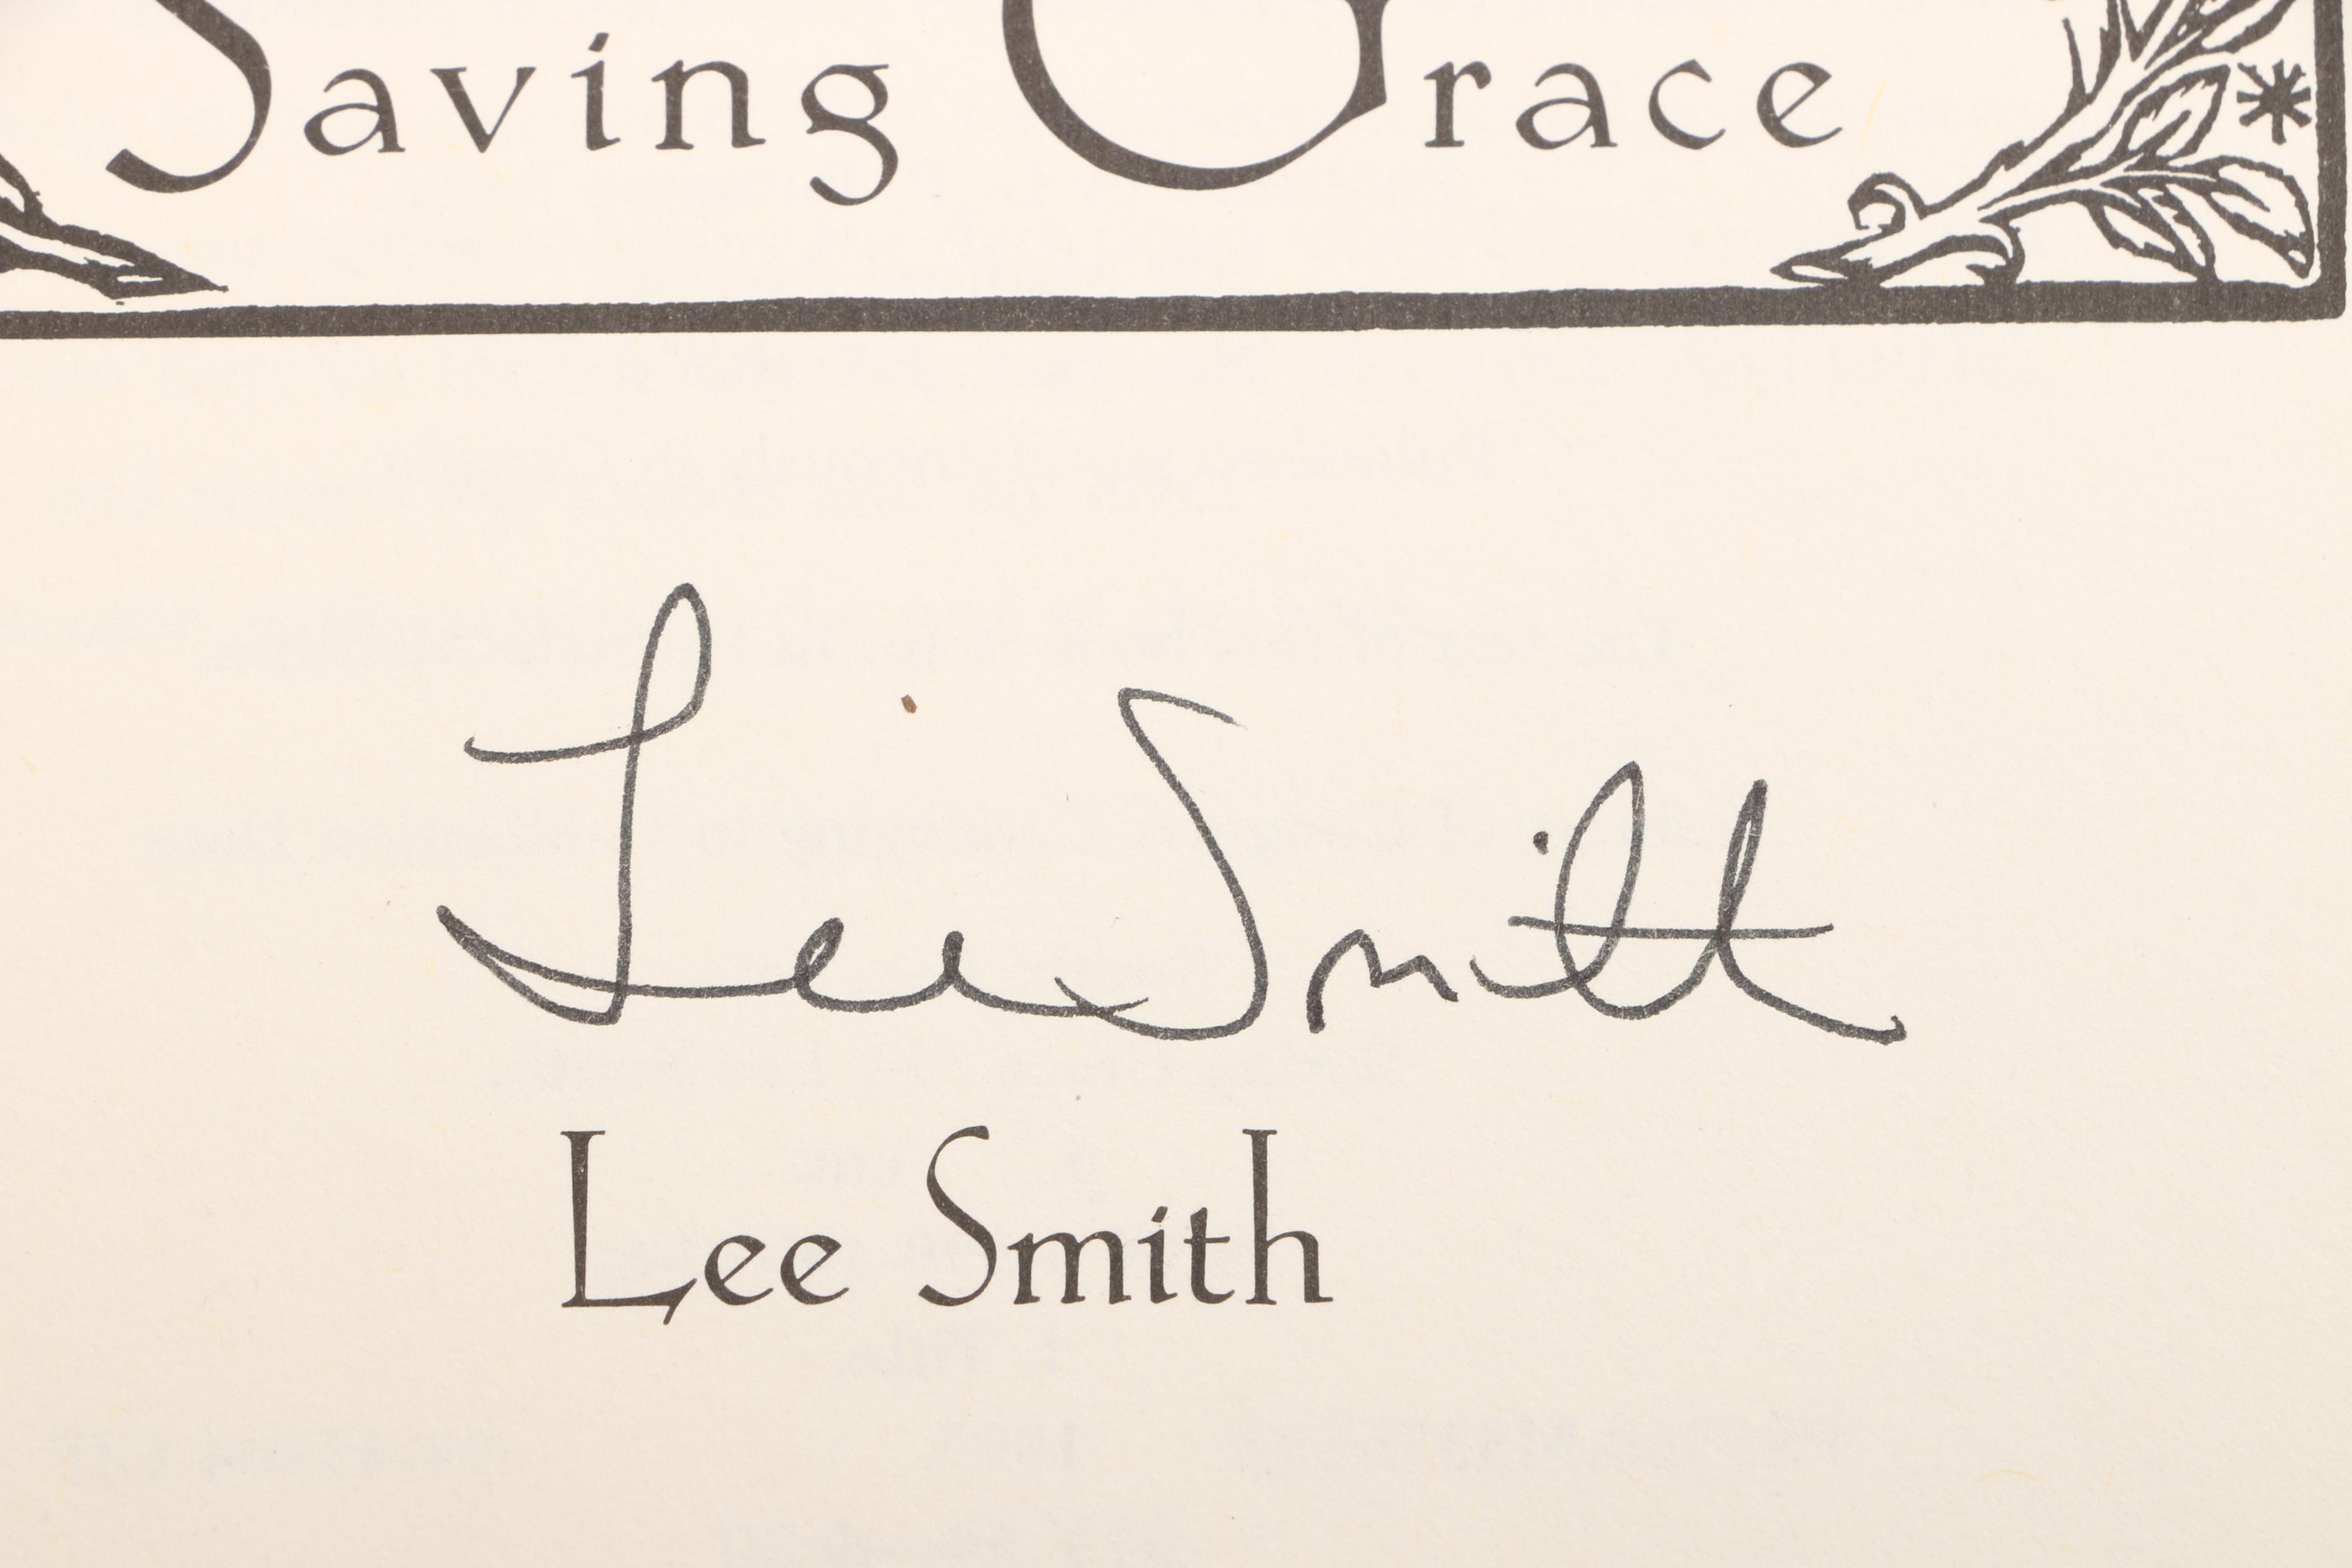 Saving Grace
Lee Smith
Lee Smith